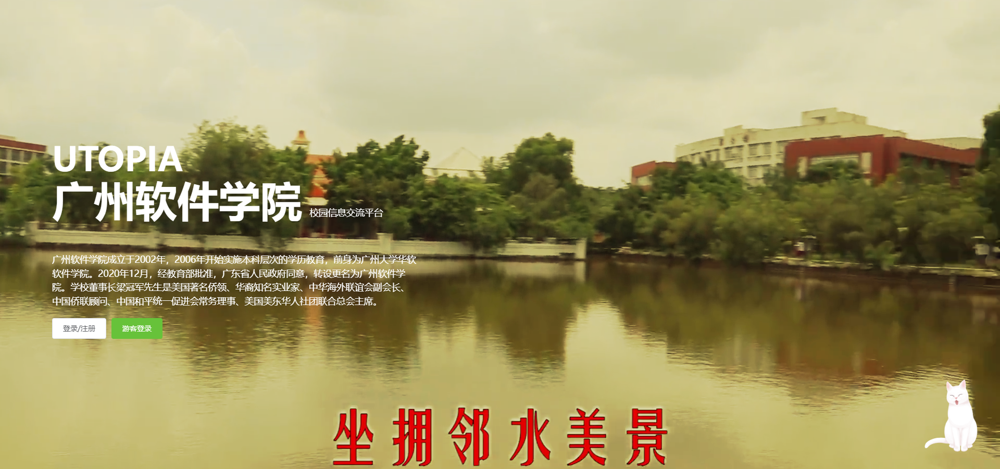 UTOPIA
广州软件学院 校园信息交流平台
广州软件学院成立于2002年，2006年开始实施本科层次的学历教育，前身为广州大学华软
软件学院。2020年12月，经教育部批准，广东省人民政府同意，转设更名为广州软件学
院。学校董事长梁冠军先生是美国著名侨领、华裔知名实业家、中华海外联谊会副会长、
中国侨联顾问、中国和平统一促进会常务理事、美国美东华人社团联合总会主席。
登录/注册 游客登录
坐拥邻水美景